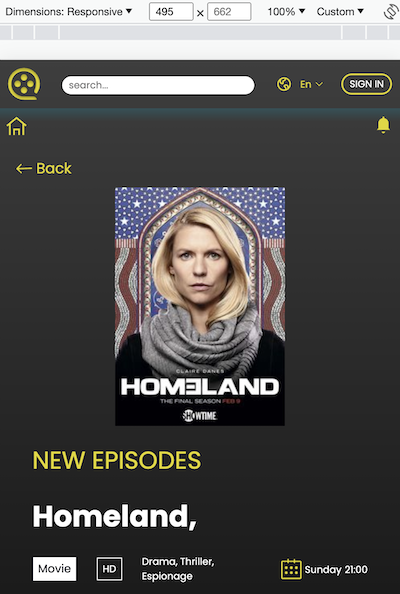 Dimensions: Responsive ▼ 495 × 662 100% ▼ Custom ▼
search... En SIGN IN
← Back
CLAIRE DANES
HOMELAND
THE FINAL SEASON FEB 9
SHOWTIME
NEW EPISODES
Homeland,
Movie HD Drama, Thriller,
Espionage
Sunday 21:00